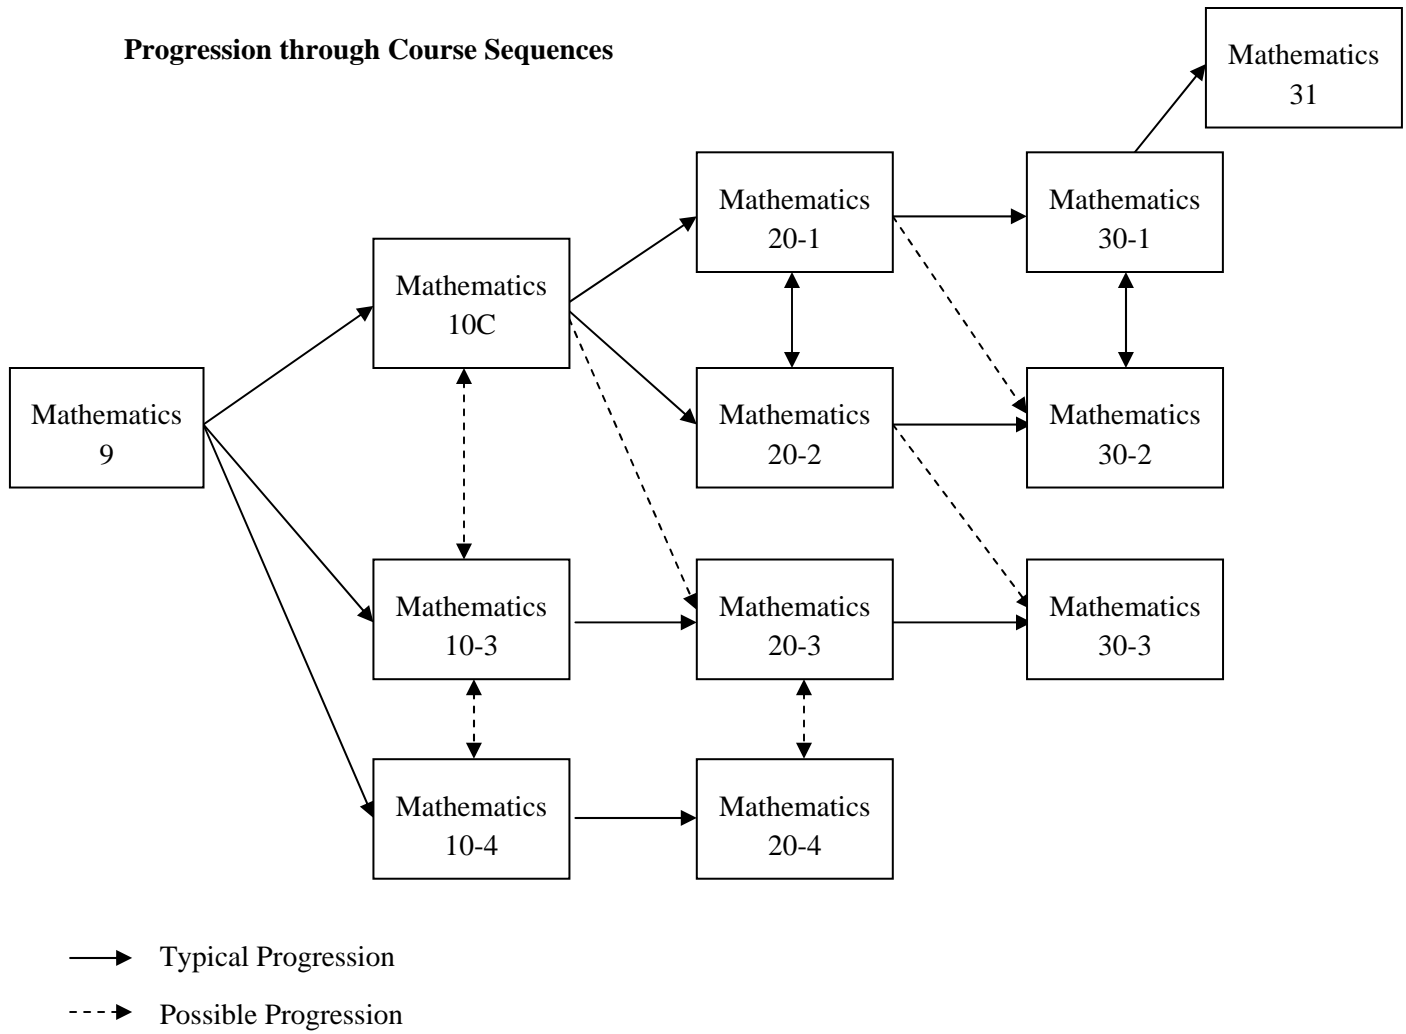 Progression through Course Sequences
Mathematics
31
Mathematics
20-1
Mathematics
30-1
Mathematics
10C
Mathematics
9
Mathematics
20-2
Mathematics
30-2
Mathematics
10-3
Mathematics
20-3
Mathematics
30-3
Mathematics
10-4
Mathematics
20-4
Typical Progression
Possible Progression